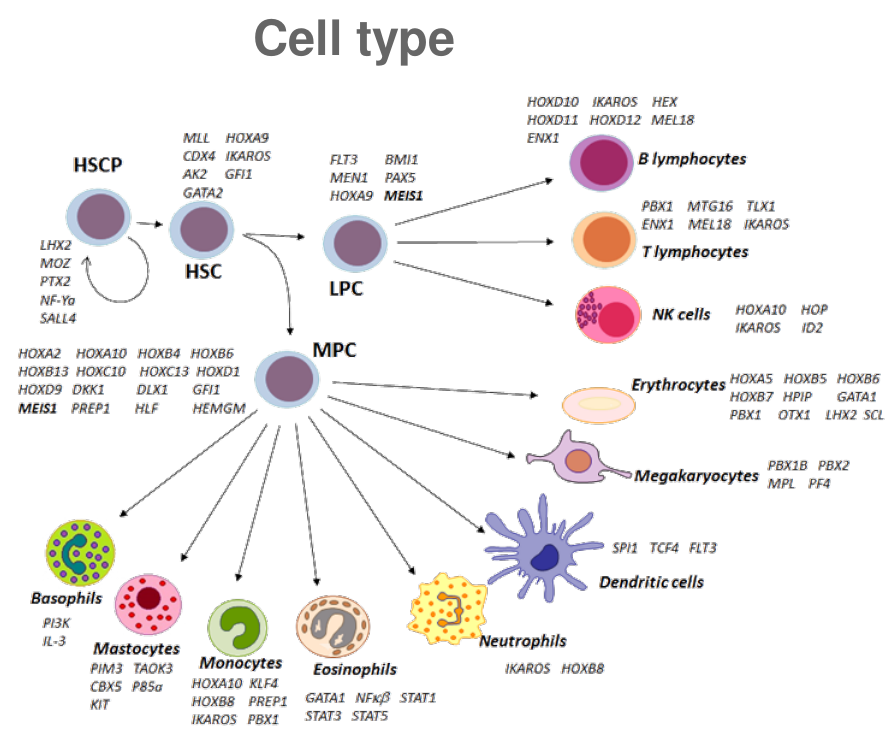 Cell type
HSCP
LHX2
MOZ
PTX2
NF-Ya
SALL4
MLL HOXA9
CDX4 IKAROS
AK2 GFI1
GATA2
HSC
FLT3 BMI1
MEN1 PAX5
HOXA9 MEIS1
LPC
HOXD10 IKAROS HEX
HOXD11 HOXD12 MEL18
ENX1
B lymphocytes
PBX1 MTG16 TLX1
ENX1 MEL18 IKAROS
T lymphocytes
NK cells
HOXA10 HOP
IKAROS ID2
MPC
HOXA2 HOXA10 HOXB4 HOXB6
HOXB13 HOXC10 HOXC13 HOXD1
HOXD9 DKK1 DLX1 GFI1
MEIS1 PREP1 HLF HEMGM
Erythrocytes
HOXA5 HOXB5 HOXB6
HOXB7 HPIP GATA1
PBX1 OTX1 LHX2 SCL
Megakaryocytes
PBX1B PBX2
MPL PF4
SPI1 TCF4 FLT3
Dendritic cells
Basophils
PI3K
IL-3
Mastocytes
PIM3 TAOK3
CBX5 P85α
KIT
Monocytes
HOXA10 KLF4
HOXB8 PREP1
IKAROS PBX1
Eosinophils
GATA1 NFκβ STAT1
STAT3 STAT5
Neutrophils
IKAROS HOXB8